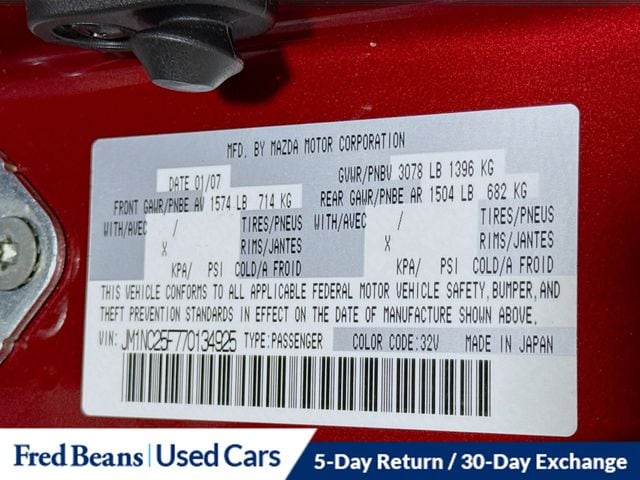 MFD. BY MAZDA MOTOR CORPORATION
DATE 01/07 GVWR/PNBV 3078 LB 1396 KG
FRONT GAWR/PNBE AV 1574 LB 714 KG REAR GAWR/PNBE AR 1504 LB 682 KG
WITH/AVEC / TIRES/PNEUS WITH/AVEC / TIRES/PNEUS
X RIMS/JANTES X RIMS/JANTES
KPA/ PSI COLD/A FROID KPA/ PSI COLD/A FROID
THIS VEHICLE CONFORMS TO ALL APPLICABLE FEDERAL MOTOR VEHICLE SAFETY, BUMPER, AND
THEFT PREVENTION STANDARDS IN EFFECT ON THE DATE OF MANUFACTURE SHOWN ABOVE.
VIN: JM1NC25F770134925 TYPE:PASSENGER COLOR CODE:32V MADE IN JAPAN
Fred Beans | Used Cars 5-Day Return / 30-Day Exchange